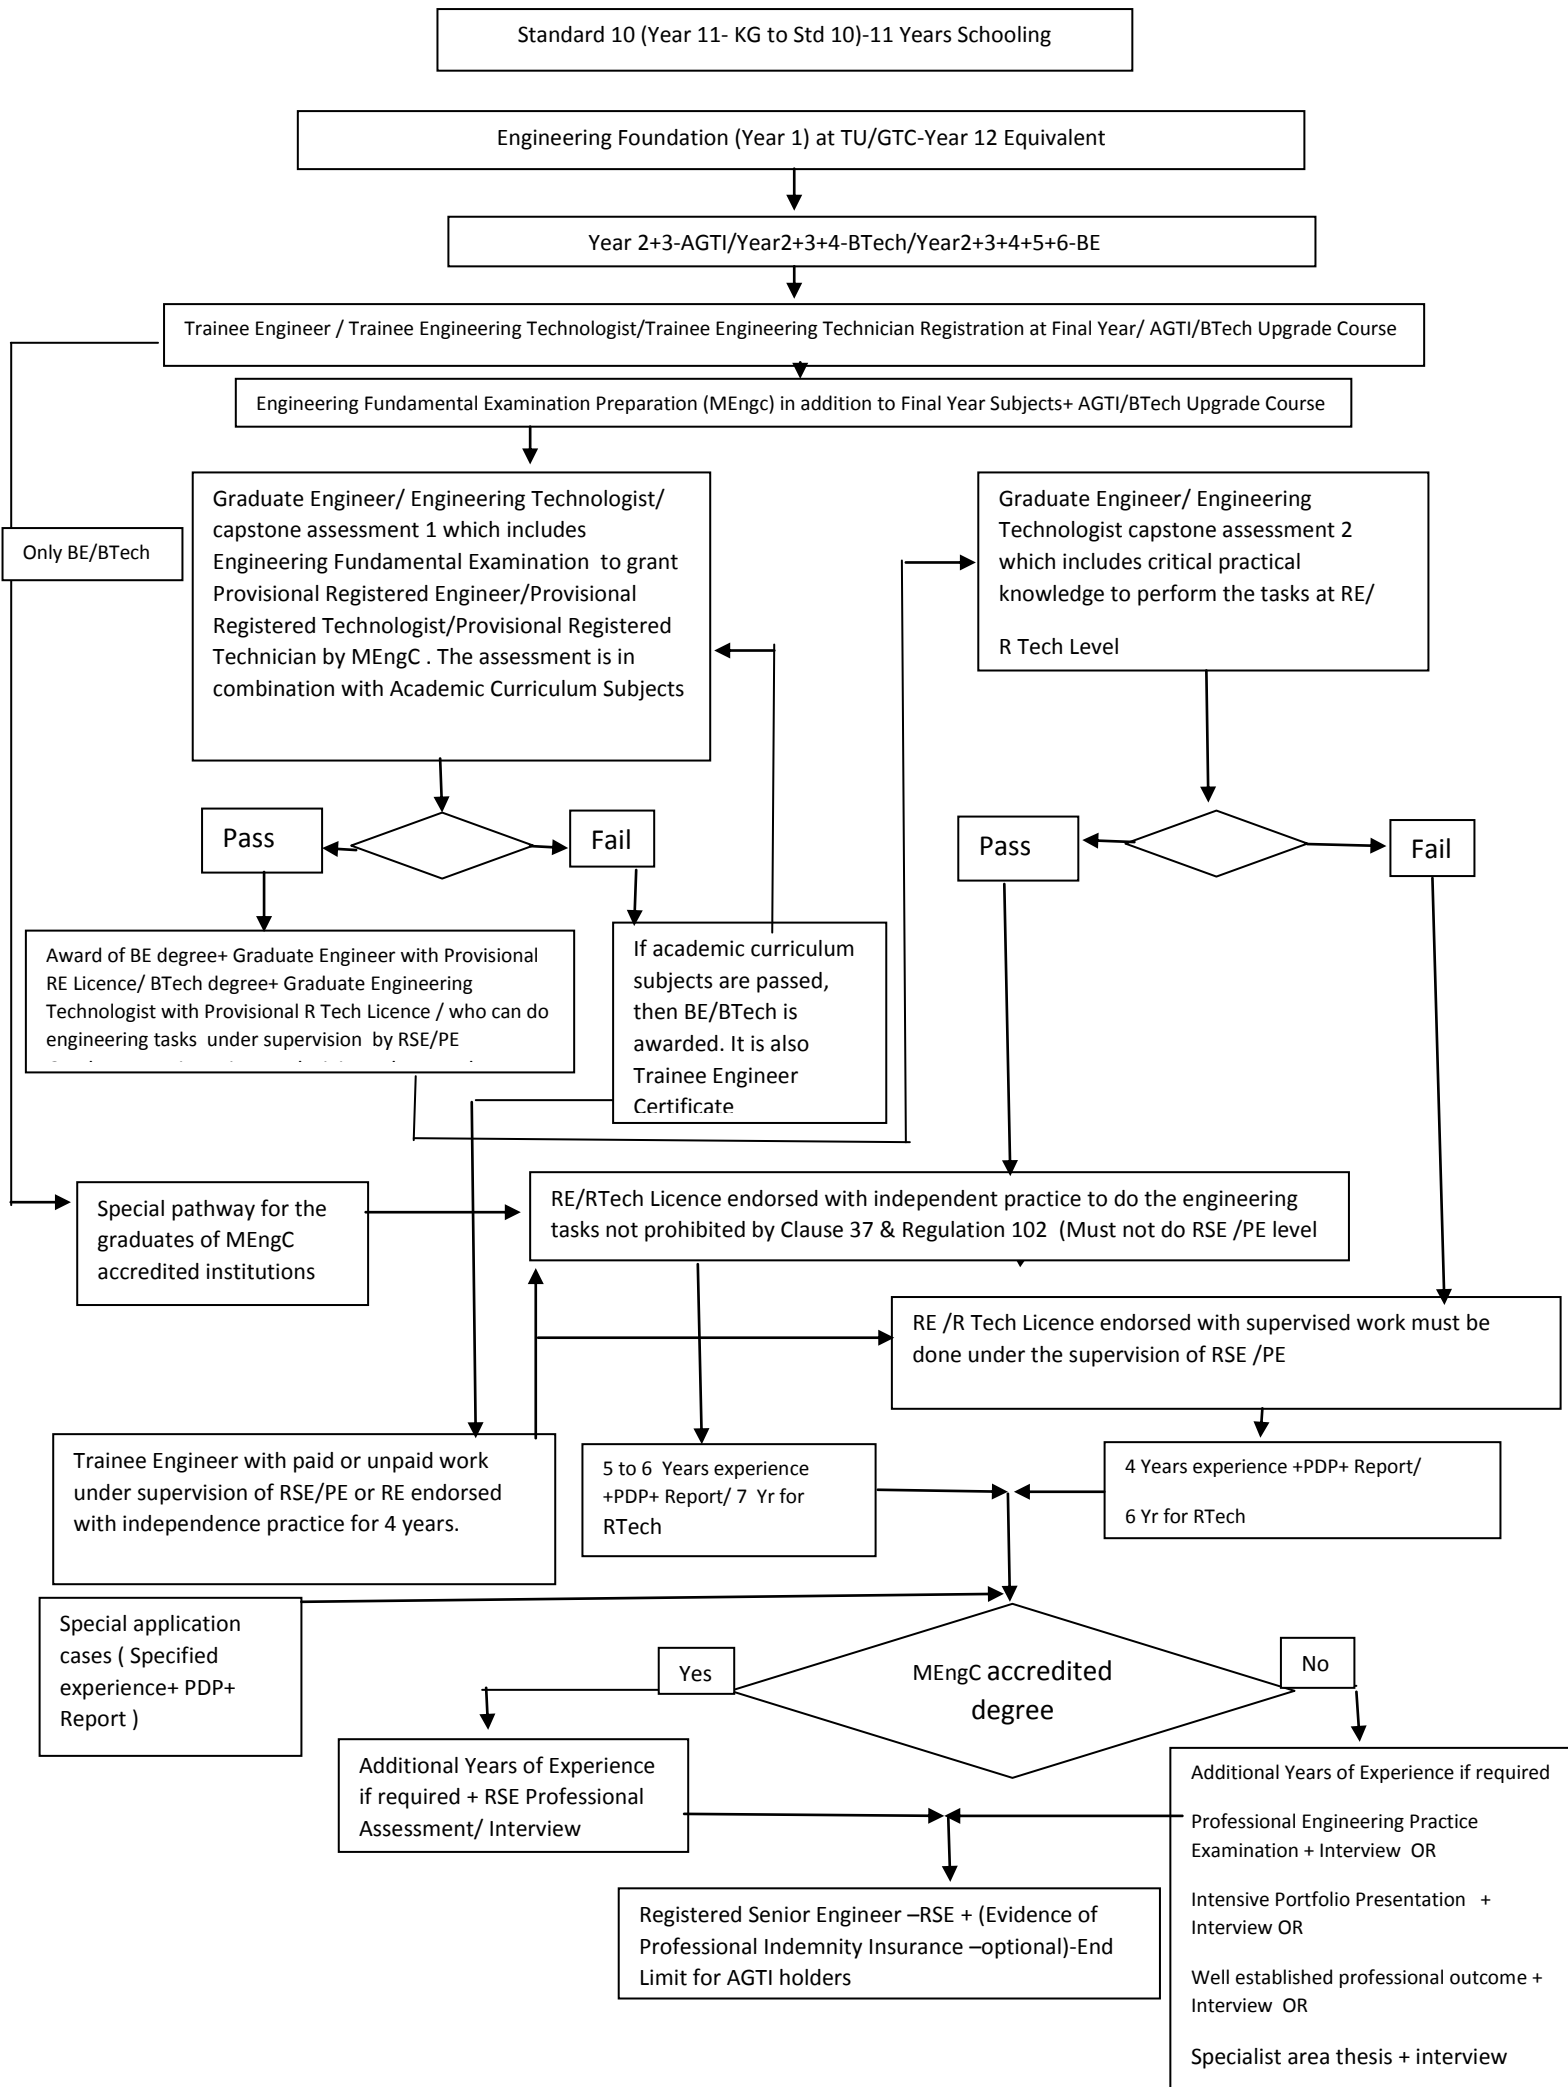 Standard 10 (Year 11- KG to Std 10)-11 Years Schooling
Engineering Foundation (Year 1) at TU/GTC-Year 12 Equivalent
Year 2+3-AGTI/Year2+3+4-BTech/Year2+3+4+5+6-BE
Trainee Engineer / Trainee Engineering Technologist/Trainee Engineering Technician Registration at Final Year/ AGTI/BTech Upgrade Course
Engineering Fundamental Examination Preparation (MEngc) in addition to Final Year Subjects+ AGTI/BTech Upgrade Course
Only BE/BTech
Graduate Engineer/ Engineering Technologist/
capstone assessment 1 which includes
Engineering Fundamental Examination  to grant
Provisional Registered Engineer/Provisional
Registered Technologist/Provisional Registered
Technician by MEngC . The assessment is in
combination with Academic Curriculum Subjects
Graduate Engineer/ Engineering
Technologist capstone assessment 2
which includes critical practical
knowledge to perform the tasks at RE/
R Tech Level
Pass
Fail
Pass
Fail
Award of BE degree+ Graduate Engineer with Provisional
RE Licence/ BTech degree+ Graduate Engineering
Technologist with Provisional R Tech Licence / who can do
engineering tasks  under supervision  by RSE/PE
If academic curriculum
subjects are passed,
then BE/BTech is
awarded. It is also
Trainee Engineer
Certificate
Special pathway for the
graduates of MEngC
accredited institutions
RE/RTech Licence endorsed with independent practice to do the engineering
tasks not prohibited by Clause 37 & Regulation 102  (Must not do RSE /PE level
RE /R Tech Licence endorsed with supervised work must be
done under the supervision of RSE /PE
Trainee Engineer with paid or unpaid work
under supervision of RSE/PE or RE endorsed
with independence practice for 4 years.
5 to 6  Years experience
+PDP+ Report/ 7  Yr for
RTech
4 Years experience +PDP+ Report/
6 Yr for RTech
Special application
cases ( Specified
experience+ PDP+
Report )
Yes
MEngC accredited
degree
No
Additional Years of Experience
if required + RSE Professional
Assessment/ Interview
Additional Years of Experience if required
Professional Engineering Practice
Examination + Interview  OR
Intensive Portfolio Presentation   +
Interview OR
Well established professional outcome +
Interview  OR
Specialist area thesis + interview
Registered Senior Engineer –RSE + (Evidence of
Professional Indemnity Insurance –optional)-End
Limit for AGTI holders